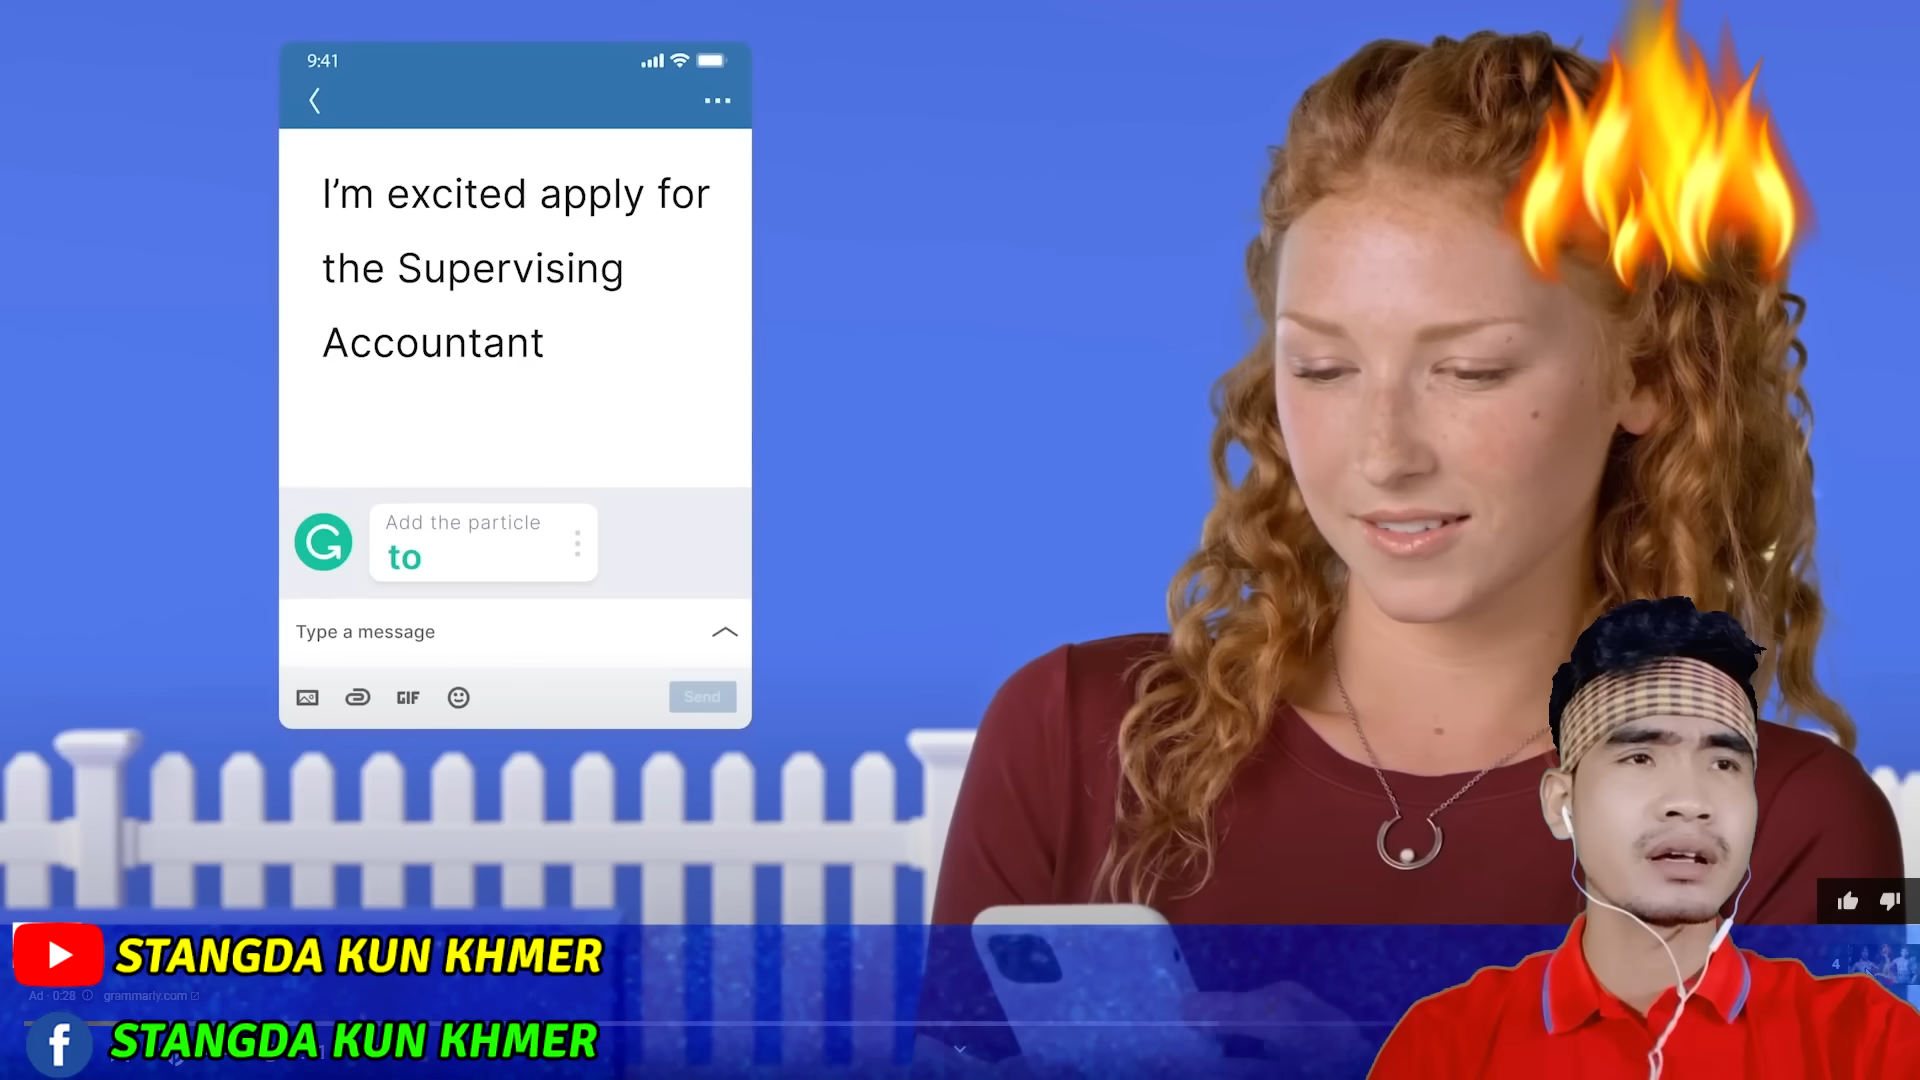 9:41
I'm excited apply for
the Supervising
Accountant
Add the particle
to
Type a message
GIF
Send
4
STANGDA KUN KHMER
Ad · 0:28 grammarly.com
f STANGDA KUN KHMER